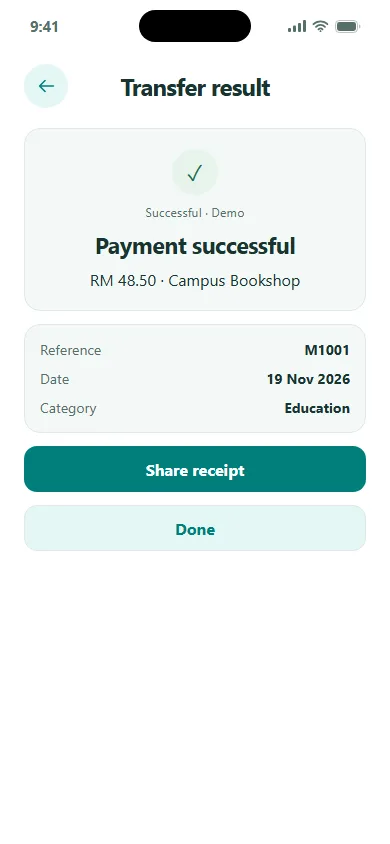 9:41
Transfer result
Successful · Demo
Payment successful
RM 48.50 · Campus Bookshop
Reference M1001
Date 19 Nov 2026
Category Education
Share receipt
Done